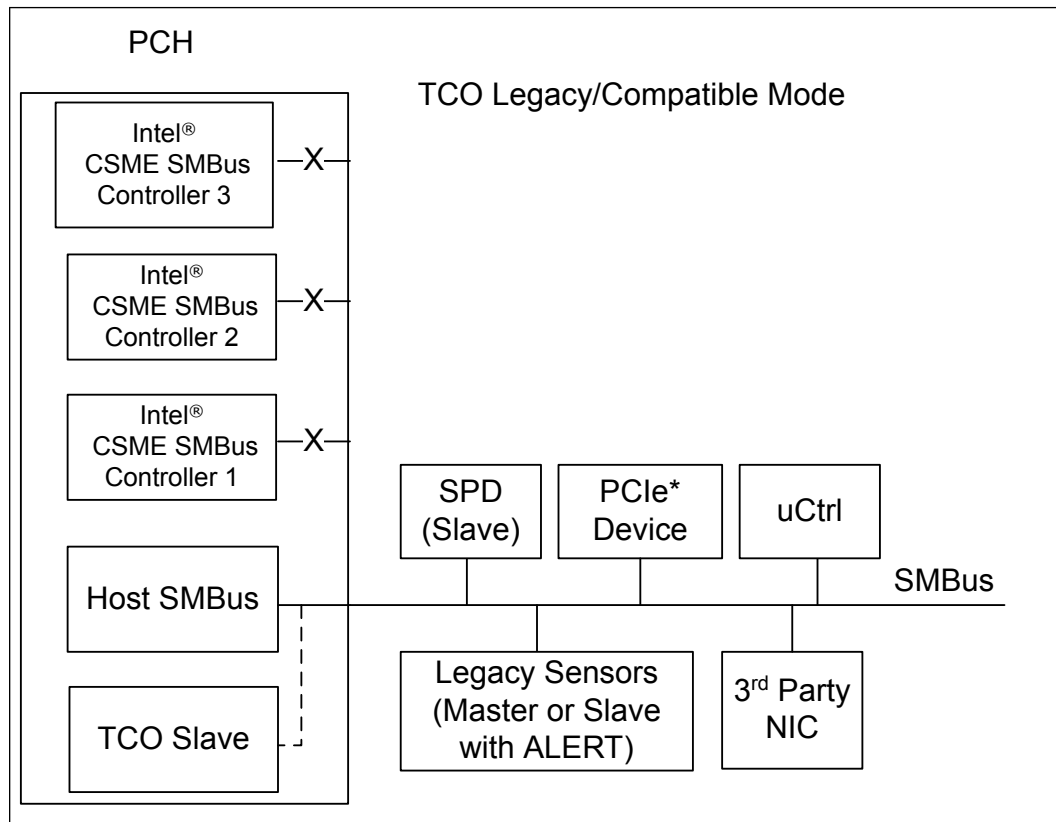 PCH
TCO Legacy/Compatible Mode
Intel®
CSME SMBus
Controller 3
X
Intel®
CSME SMBus
Controller 2
X
Intel®
CSME SMBus
Controller 1
X
SPD
(Slave)
PCIe*
Device
uCtrl
Host SMBus
SMBus
Legacy Sensors
(Master or Slave
with ALERT)
3rd Party
NIC
TCO Slave